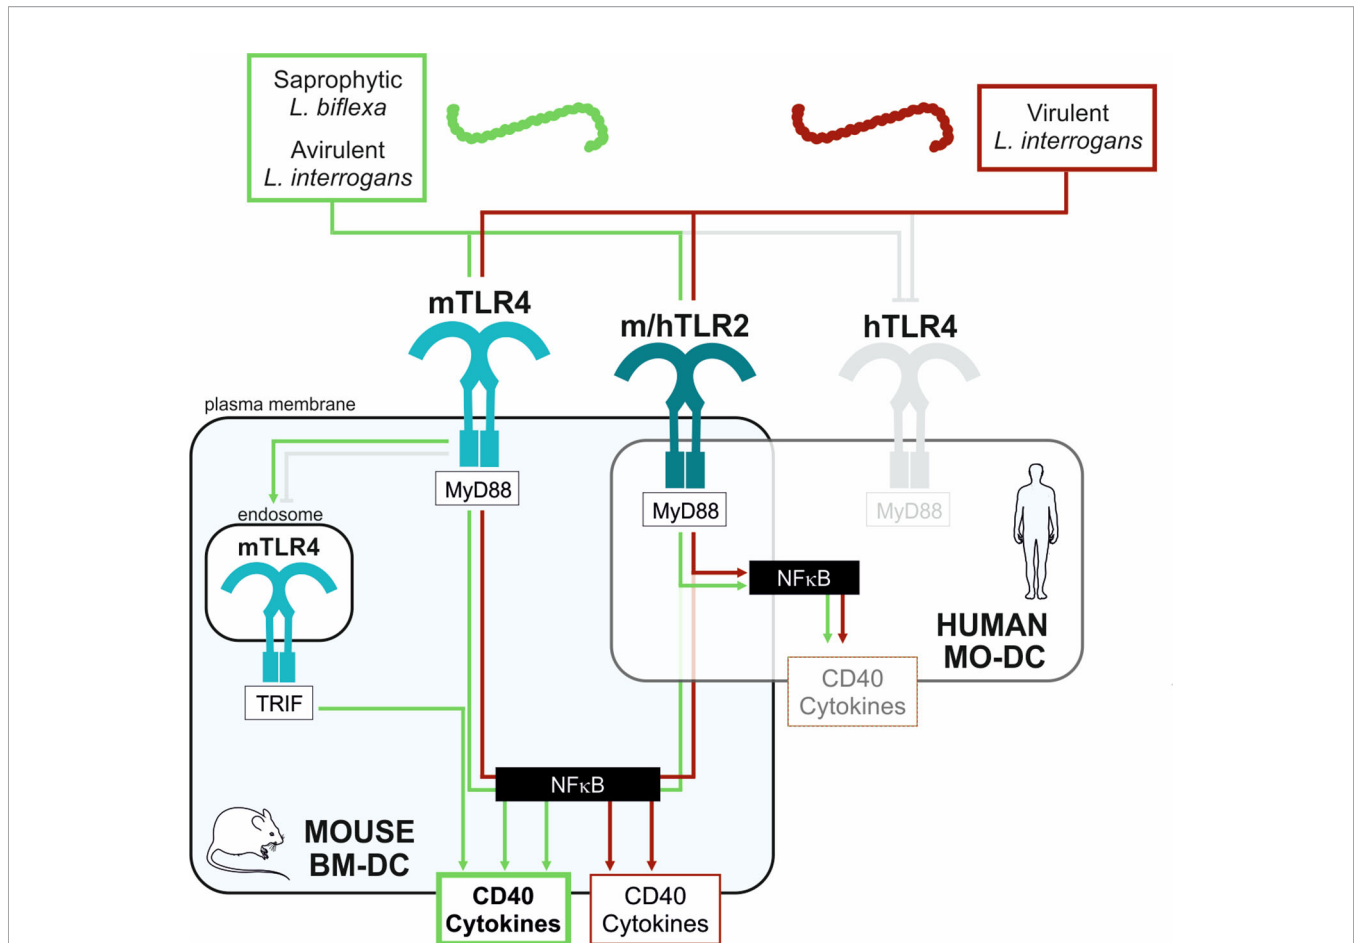 Saprophytic
L. biflexa
Avirulent
L. interrogans
Virulent
L. interrogans
mTLR4
m/hTLR2
hTLR4
plasma membrane
MyD88
MyD88
MyD88
endosome
mTLR4
TRIF
NFκB
HUMAN
MO-DC
CD40
Cytokines
NFκB
MOUSE
BM-DC
CD40
Cytokines
CD40
Cytokines